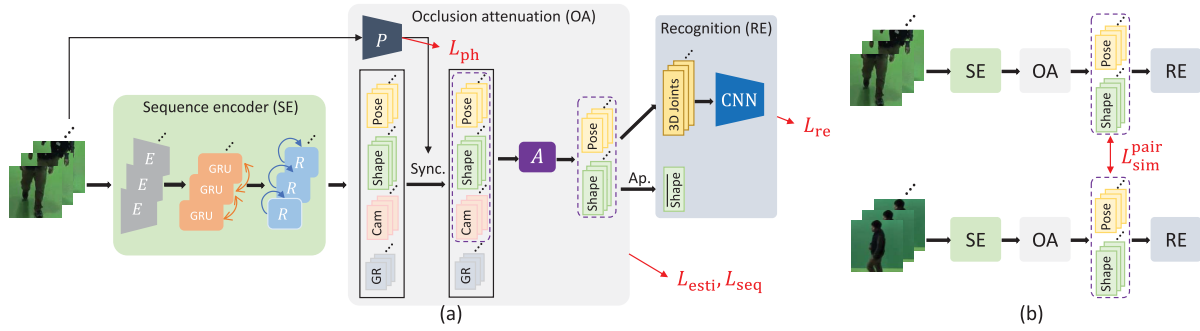 Occlusion attenuation (OA)
P
L_ph
Recognition (RE)
Sequence encoder (SE)
E
E
E
GRU
GRU
GRU
R
R
R
Pose
Shape
Cam
GR
Sync.
Pose
Shape
Cam
GR
A
Pose
Shape
Ap.
3D Joints
CNN
Shape
L_re
L_esti, L_seq
(a)
SE
OA
Pose
Shape
RE
L_sim^pair
SE
OA
Pose
Shape
RE
(b)